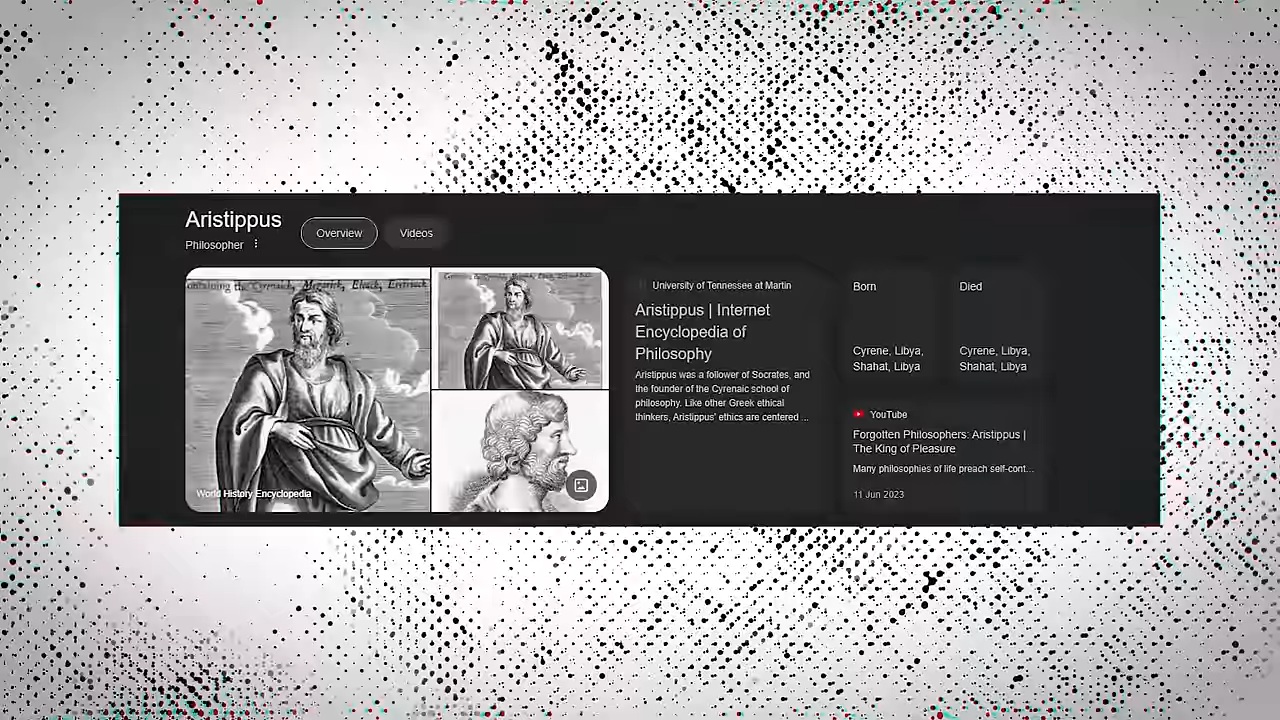 Aristippus
Philosopher
Overview
Videos
World History Encyclopedia
University of Tennessee at Martin
Aristippus | Internet
Encyclopedia of
Philosophy
Aristippus was a follower of Socrates, and
the founder of the Cyrenaic school of
philosophy. Like other Greek ethical
thinkers, Aristippus' ethics are centered ...
Born
Cyrene, Libya,
Shahat, Libya
Died
Cyrene, Libya,
Shahat, Libya
YouTube
Forgotten Philosophers: Aristippus |
The King of Pleasure
Many philosophies of life preach self-cont...
11 Jun 2023